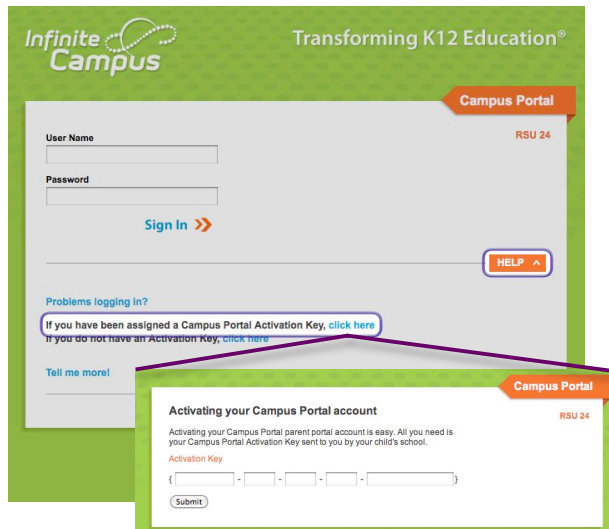 Infinite
Campus
Transforming K12 Education®
Campus Portal
RSU 24
User Name
Password
Sign In
HELP ^
Problems logging in?
If you have been assigned a Campus Portal Activation Key, click here
If you do not have an Activation Key, click here
Tell me more!
Campus Portal
RSU 24
Activating your Campus Portal account
Activating your Campus Portal parent portal account is easy. All you need is
your Campus Portal Activation Key sent to you by your child's school.
Activation Key
{ - - - - }
Submit